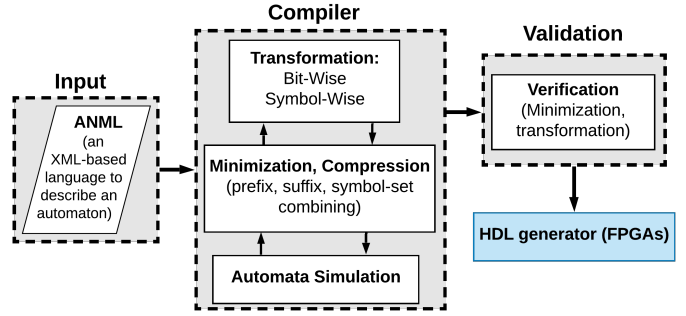 Input
ANML
(an
XML-based
language to
describe an
automaton)
Compiler
Transformation:
Bit-Wise
Symbol-Wise
Minimization, Compression
(prefix, suffix, symbol-set
combining)
Automata Simulation
Validation
Verification
(Minimization,
transformation)
HDL generator (FPGAs)